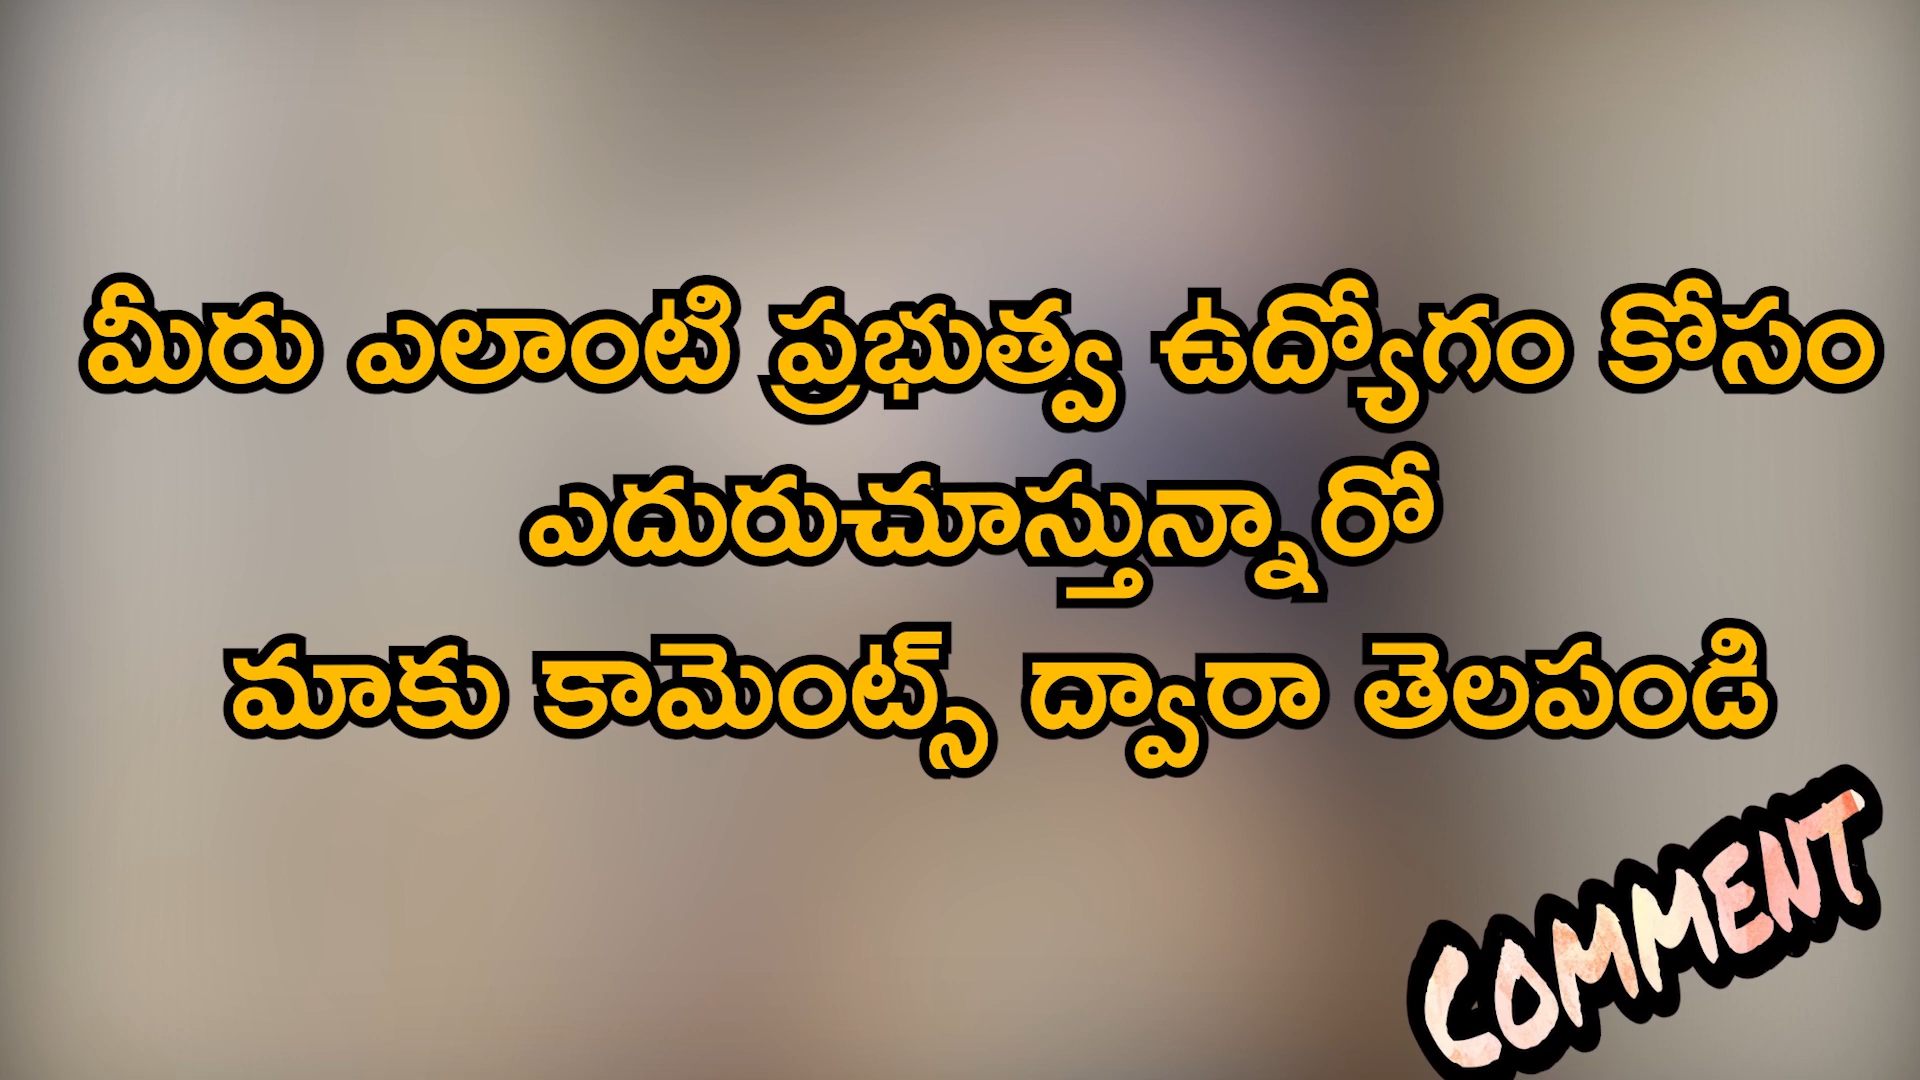 మీరు ఎలాంటి ప్రభుత్వ ఉద్యోగం కోసం
ఎదురుచూస్తున్నారో
మాకు కామెంట్స్ ద్వారా తెలపండి
COMMENT